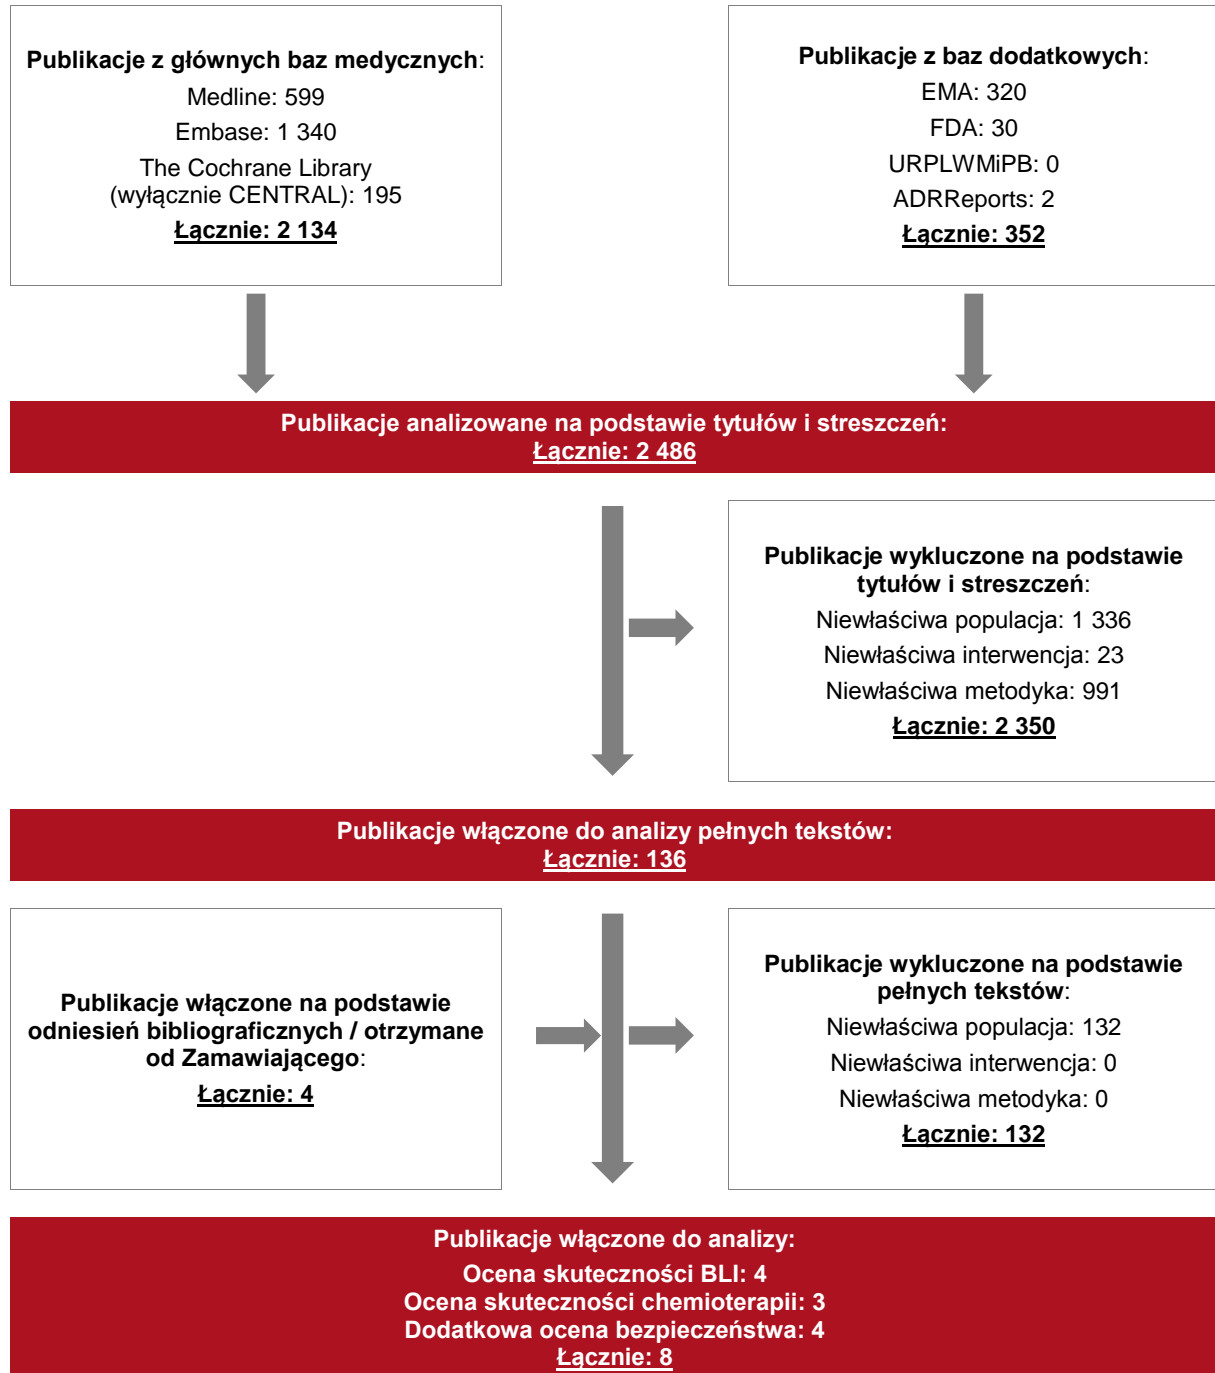 Publikacje z głównych baz medycznych:
Medline: 599
Embase: 1 340
The Cochrane Library
(wyłącznie CENTRAL): 195
Łącznie: 2 134
Publikacje z baz dodatkowych:
EMA: 320
FDA: 30
URPLWMiPB: 0
ADRReports: 2
Łącznie: 352
Publikacje analizowane na podstawie tytułów i streszczeń:
Łącznie: 2 486
Publikacje wykluczone na podstawie
tytułów i streszczeń:
Niewłaściwa populacja: 1 336
Niewłaściwa interwencja: 23
Niewłaściwa metodyka: 991
Łącznie: 2 350
Publikacje włączone do analizy pełnych tekstów:
Łącznie: 136
Publikacje włączone na podstawie
odniesień bibliograficznych / otrzymane
od Zamawiającego:
Łącznie: 4
Publikacje wykluczone na podstawie
pełnych tekstów:
Niewłaściwa populacja: 132
Niewłaściwa interwencja: 0
Niewłaściwa metodyka: 0
Łącznie: 132
Publikacje włączone do analizy:
Ocena skuteczności BLI: 4
Ocena skuteczności chemioterapii: 3
Dodatkowa ocena bezpieczeństwa: 4
Łącznie: 8